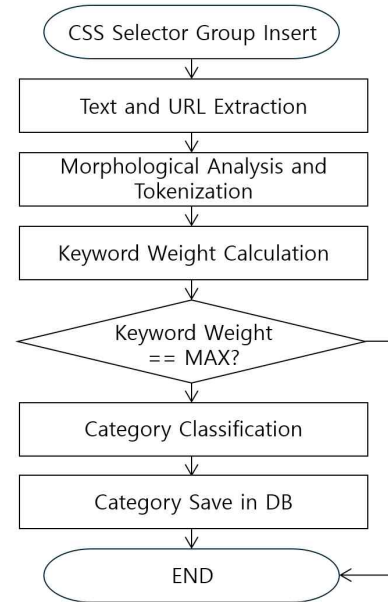 CSS Selector Group Insert
Text and URL Extraction
Morphological Analysis and
Tokenization
Keyword Weight Calculation
Keyword Weight
== MAX?
Category Classification
Category Save in DB
END